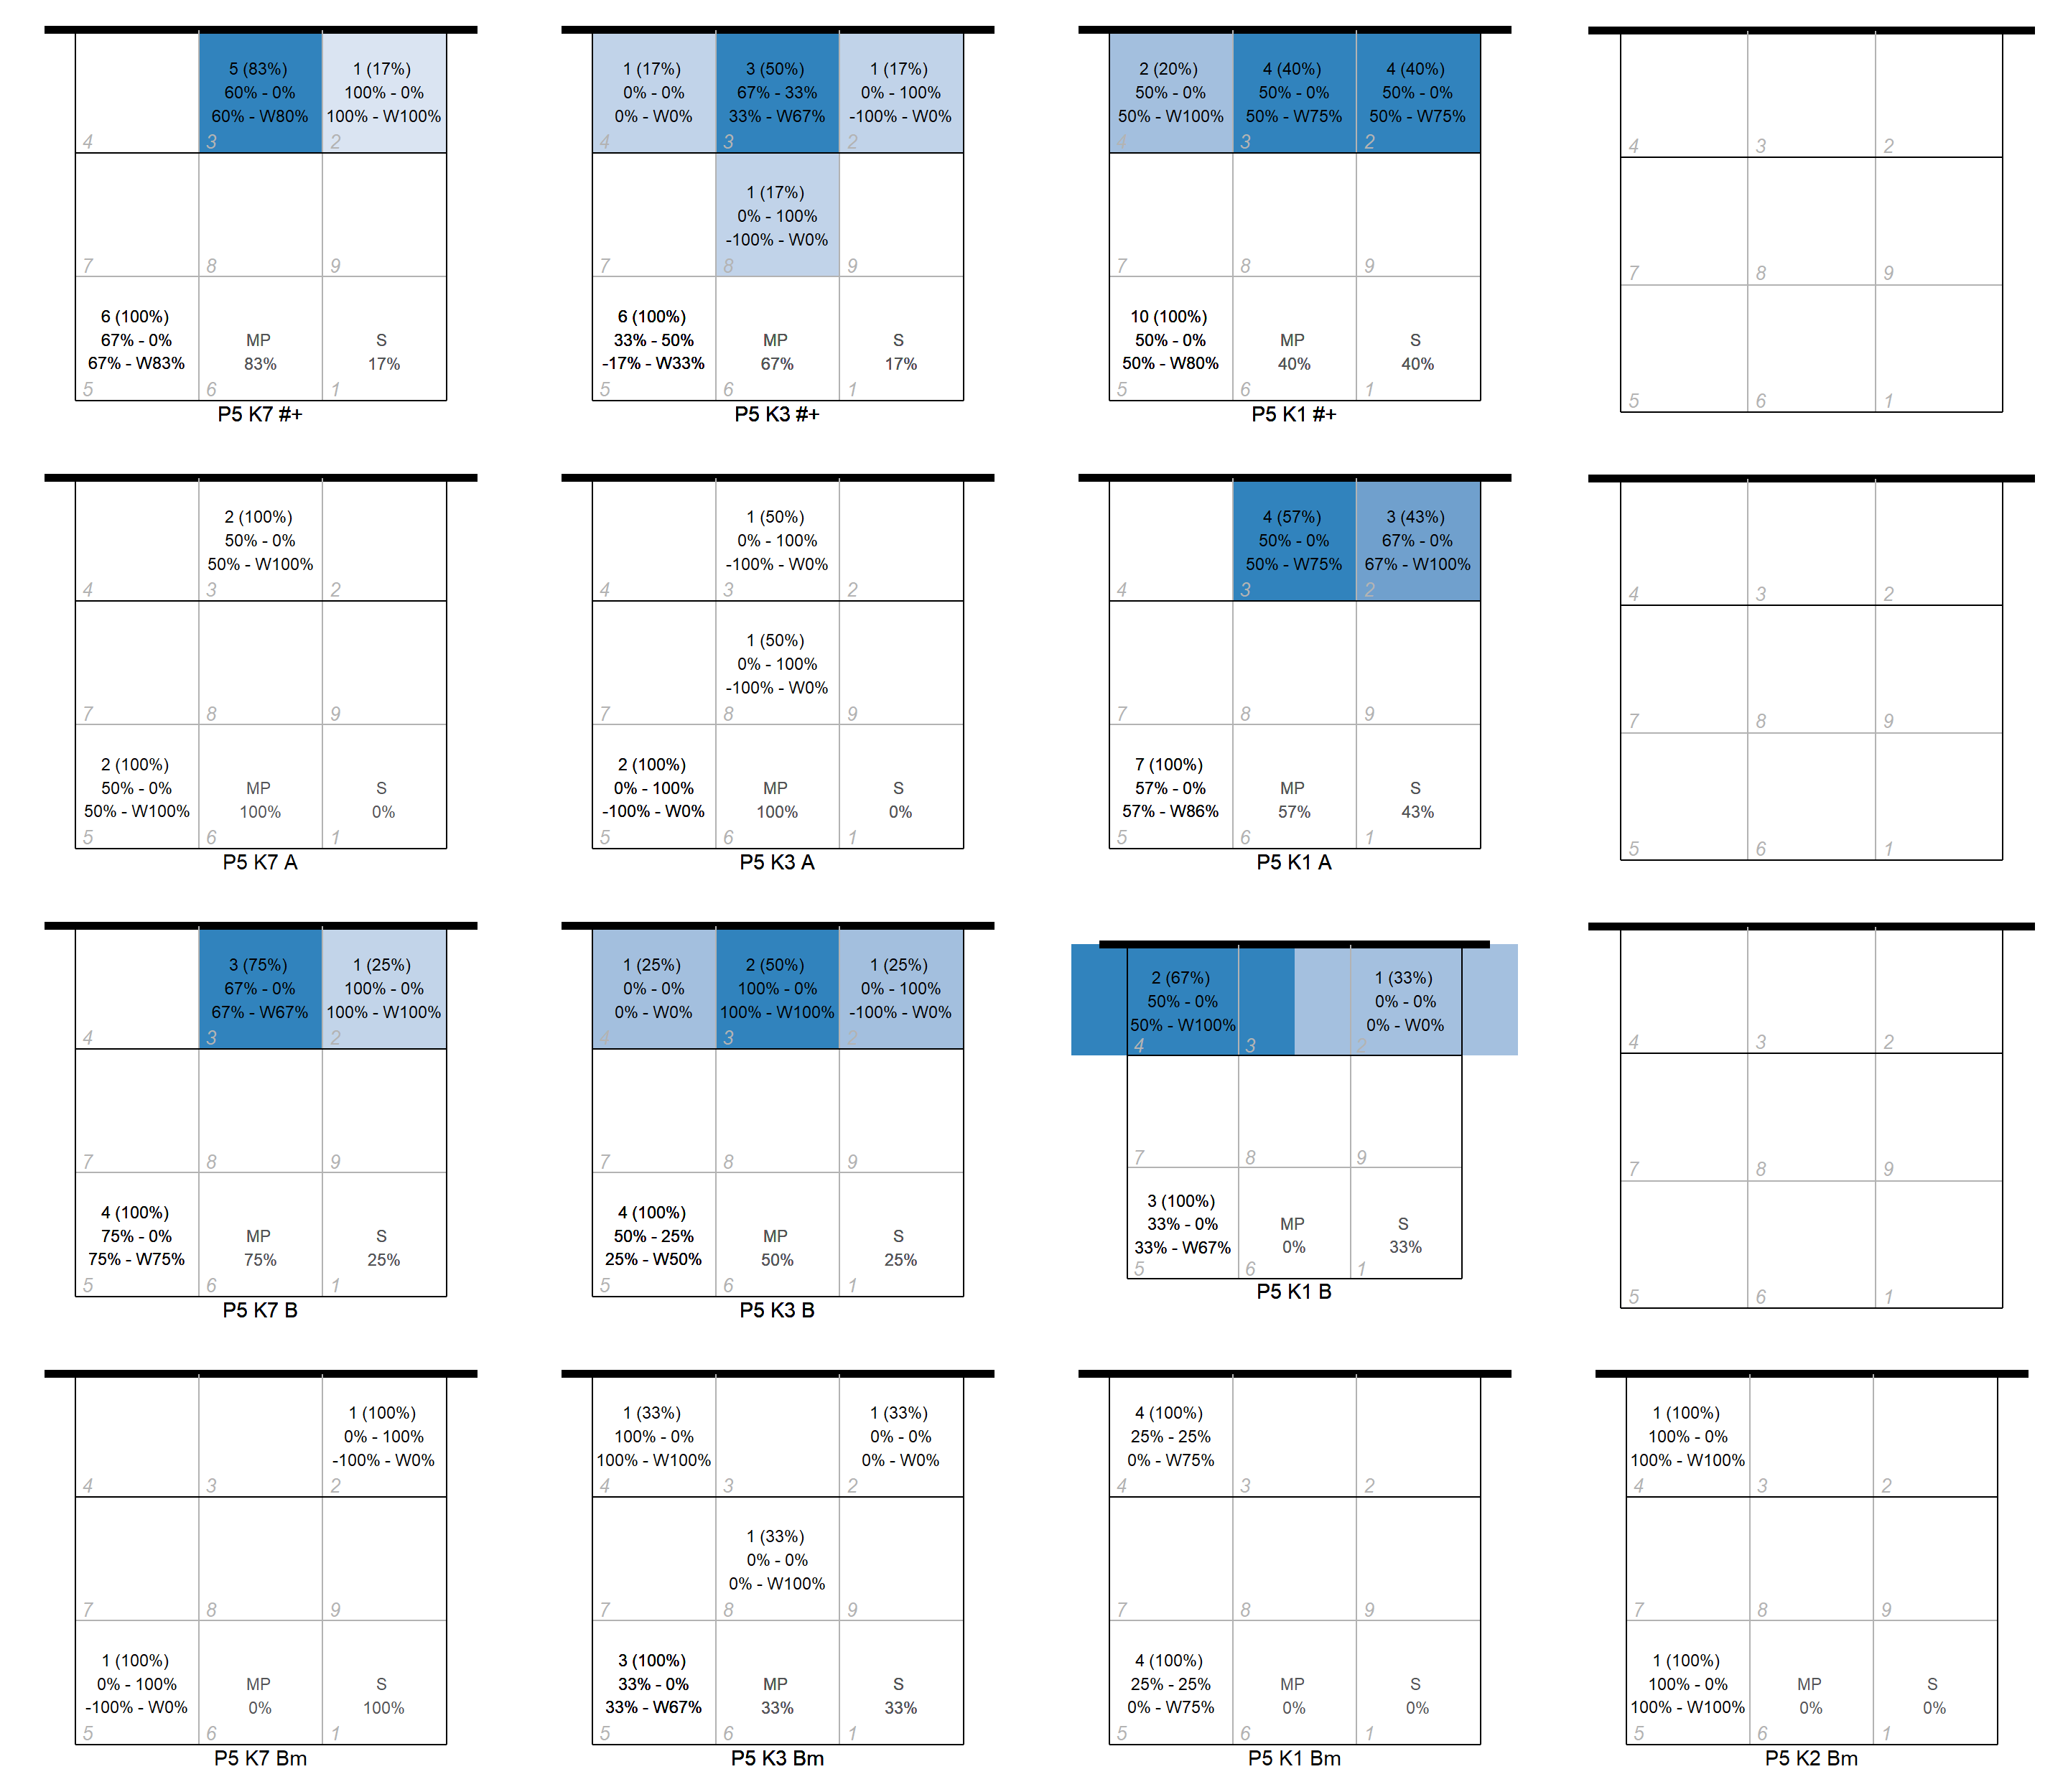 5 (83%)
60% - 0%
60% - W80%
1 (17%)
100% - 0%
100% - W100%
4
3
2
7
8
9
6 (100%)
67% - 0%
67% - W83%
MP
83%
S
17%
5
6
1
P5 K7 #+
1 (17%)
0% - 0%
0% - W0%
3 (50%)
67% - 33%
33% - W67%
1 (17%)
0% - 100%
-100% - W0%
4
3
2
1 (17%)
0% - 100%
-100% - W0%
7
8
9
6 (100%)
33% - 50%
-17% - W33%
MP
67%
S
17%
5
6
1
P5 K3 #+
2 (20%)
50% - 0%
50% - W100%
4 (40%)
50% - 0%
50% - W75%
4 (40%)
50% - 0%
50% - W75%
4
3
2
7
8
9
10 (100%)
50% - 0%
50% - W80%
MP
40%
S
40%
5
6
1
P5 K1 #+
4
3
2
7
8
9
5
6
1
2 (100%)
50% - 0%
50% - W100%
4
3
2
7
8
9
2 (100%)
50% - 0%
50% - W100%
MP
100%
S
0%
5
6
1
P5 K7 A
1 (50%)
0% - 100%
-100% - W0%
4
3
2
1 (50%)
0% - 100%
-100% - W0%
7
8
9
2 (100%)
0% - 100%
-100% - W0%
MP
100%
S
0%
5
6
1
P5 K3 A
4 (57%)
50% - 0%
50% - W75%
3 (43%)
67% - 0%
67% - W100%
4
3
2
7
8
9
7 (100%)
57% - 0%
57% - W86%
MP
57%
S
43%
5
6
1
P5 K1 A
4
3
2
7
8
9
5
6
1
3 (75%)
67% - 0%
67% - W67%
1 (25%)
100% - 0%
100% - W100%
4
3
2
7
8
9
4 (100%)
75% - 0%
75% - W75%
MP
75%
S
25%
5
6
1
P5 K7 B
1 (25%)
0% - 0%
0% - W0%
2 (50%)
100% - 0%
100% - W100%
1 (25%)
0% - 100%
-100% - W0%
4
3
2
7
8
9
4 (100%)
50% - 25%
25% - W50%
MP
50%
S
25%
5
6
1
P5 K3 B
2 (67%)
50% - 0%
50% - W100%
1 (33%)
0% - 0%
0% - W0%
4
3
2
7
8
9
3 (100%)
33% - 0%
33% - W67%
MP
0%
S
33%
5
6
1
P5 K1 B
4
3
2
7
8
9
5
6
1
1 (100%)
0% - 100%
-100% - W0%
4
3
2
7
8
9
1 (100%)
0% - 100%
-100% - W0%
MP
0%
S
100%
5
6
1
P5 K7 Bm
1 (33%)
100% - 0%
100% - W100%
1 (33%)
0% - 0%
0% - W0%
4
3
2
1 (33%)
0% - 0%
0% - W100%
7
8
9
3 (100%)
33% - 0%
33% - W67%
MP
33%
S
33%
5
6
1
P5 K3 Bm
4 (100%)
25% - 25%
0% - W75%
4
3
2
7
8
9
4 (100%)
25% - 25%
0% - W75%
MP
0%
S
0%
5
6
1
P5 K1 Bm
1 (100%)
100% - 0%
100% - W100%
4
3
2
7
8
9
1 (100%)
100% - 0%
100% - W100%
MP
0%
S
0%
5
6
1
P5 K2 Bm